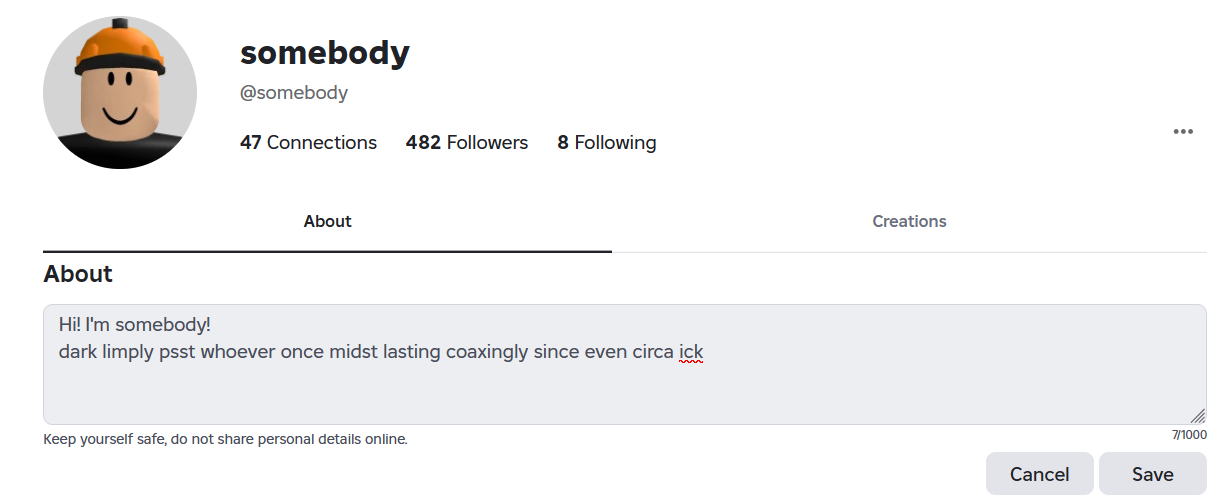 somebody
@somebody
47 Connections 482 Followers 8 Following
About Creations
About
Hi! I'm somebody!
dark limply psst whoever once midst lasting coaxingly since even circa ick
Keep yourself safe, do not share personal details online.
7/1000
Cancel Save